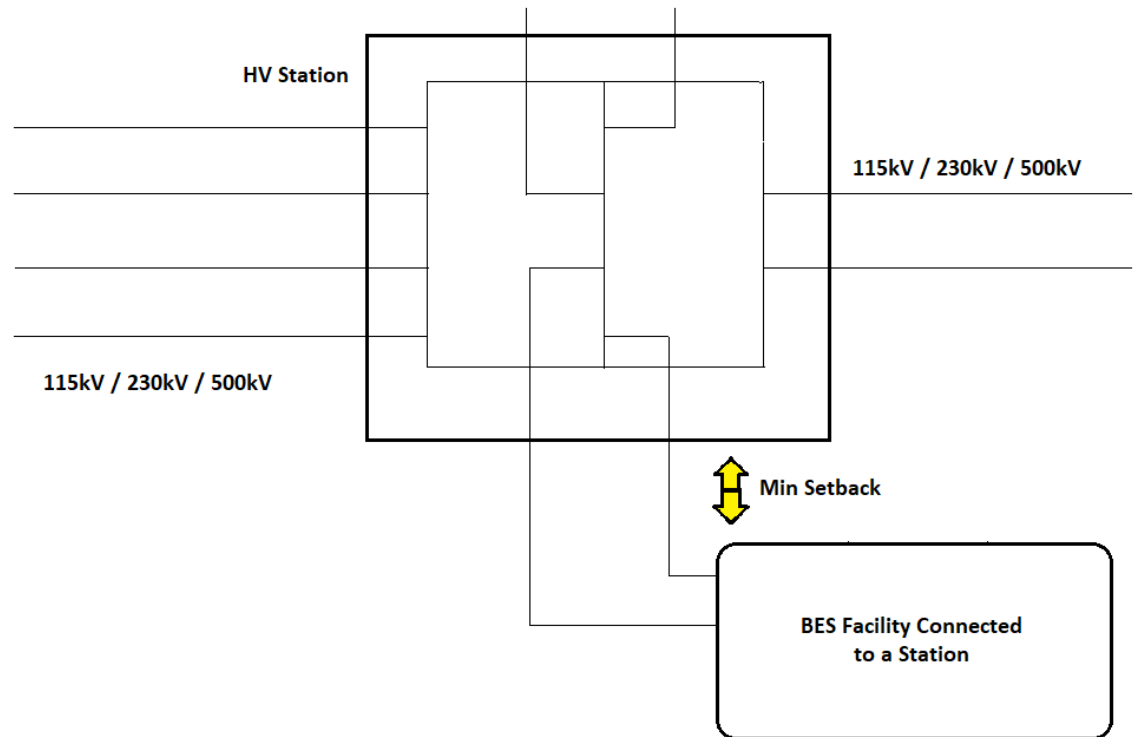 HV Station
115kV / 230kV / 500kV
115kV / 230kV / 500kV
Min Setback
BES Facility Connected
to a Station